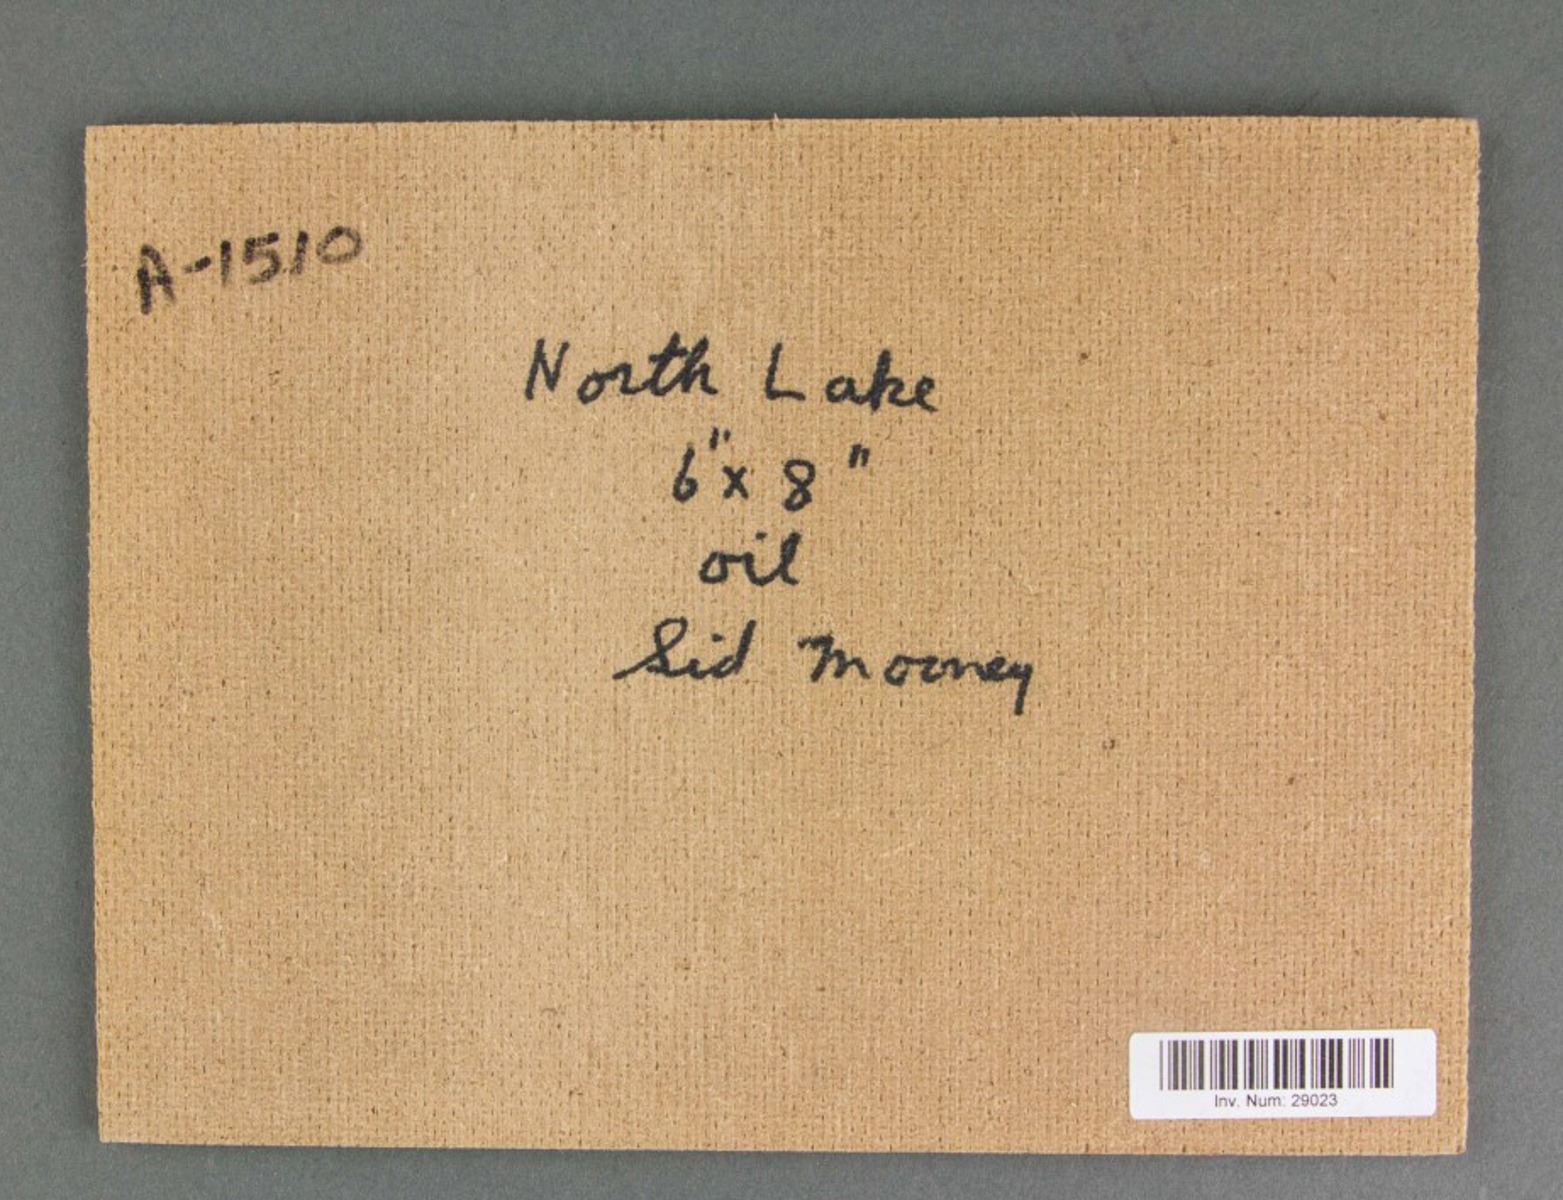 A-1510
North Lake
6" x 8"
oil
Sid Mooney
Inv. Num: 29023